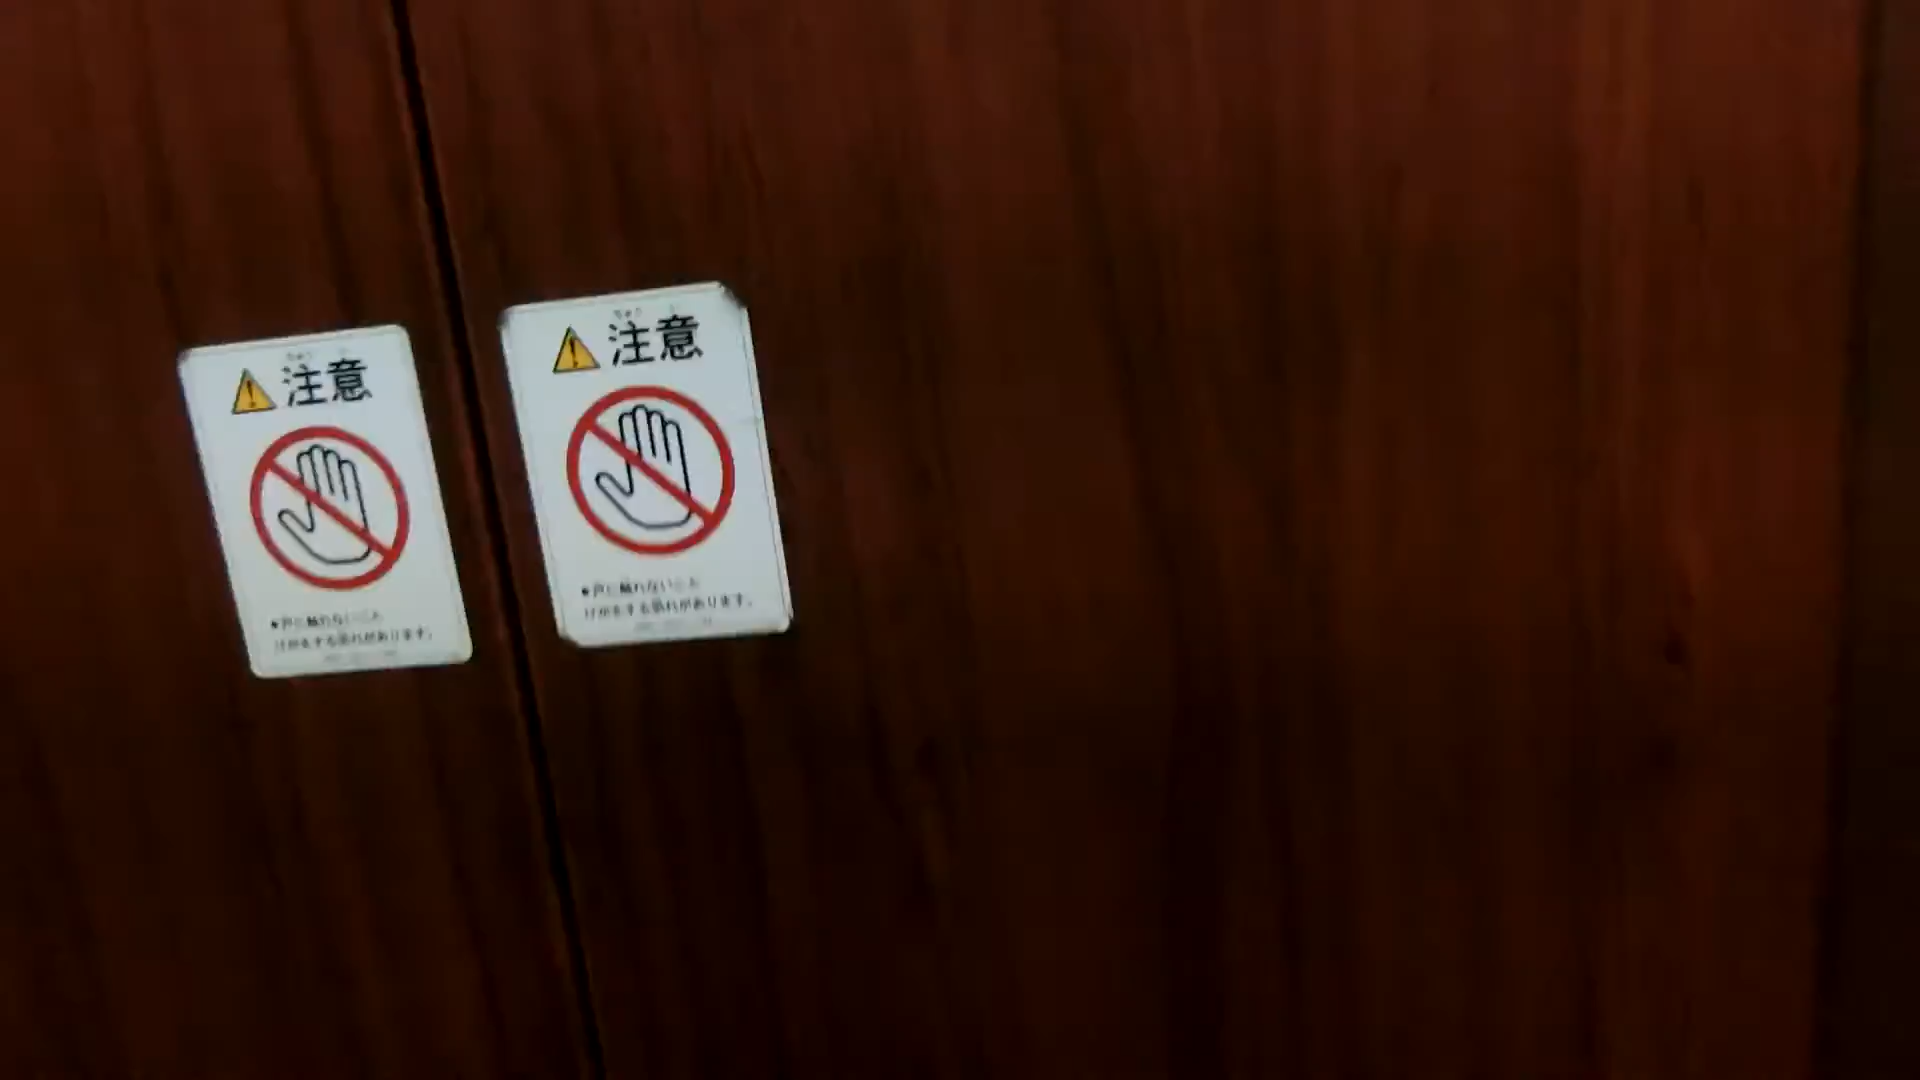 注意
●戸に触れないこと
けがをする恐れがあります。
注意
●戸に触れないこと
けがをする恐れがあります。